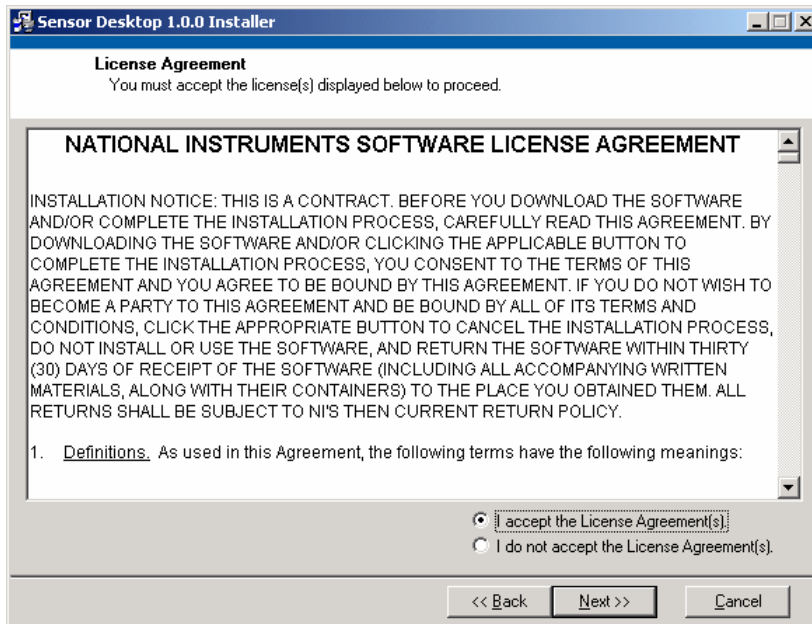 Sensor Desktop 1.0.0 Installer
License Agreement
You must accept the license(s) displayed below to proceed.
NATIONAL INSTRUMENTS SOFTWARE LICENSE AGREEMENT
INSTALLATION NOTICE: THIS IS A CONTRACT. BEFORE YOU DOWNLOAD THE SOFTWARE
AND/OR COMPLETE THE INSTALLATION PROCESS, CAREFULLY READ THIS AGREEMENT. BY
DOWNLOADING THE SOFTWARE AND/OR CLICKING THE APPLICABLE BUTTON TO
COMPLETE THE INSTALLATION PROCESS, YOU CONSENT TO THE TERMS OF THIS
AGREEMENT AND YOU AGREE TO BE BOUND BY THIS AGREEMENT. IF YOU DO NOT WISH TO
BECOME A PARTY TO THIS AGREEMENT AND BE BOUND BY ALL OF ITS TERMS AND
CONDITIONS, CLICK THE APPROPRIATE BUTTON TO CANCEL THE INSTALLATION PROCESS,
DO NOT INSTALL OR USE THE SOFTWARE, AND RETURN THE SOFTWARE WITHIN THIRTY
(30) DAYS OF RECEIPT OF THE SOFTWARE (INCLUDING ALL ACCOMPANYING WRITTEN
MATERIALS, ALONG WITH THEIR CONTAINERS) TO THE PLACE YOU OBTAINED THEM. ALL
RETURNS SHALL BE SUBJECT TO NI'S THEN CURRENT RETURN POLICY.
1. Definitions. As used in this Agreement, the following terms have the following meanings:
I accept the License Agreement(s).
I do not accept the License Agreement(s).
<< Back Next >> Cancel